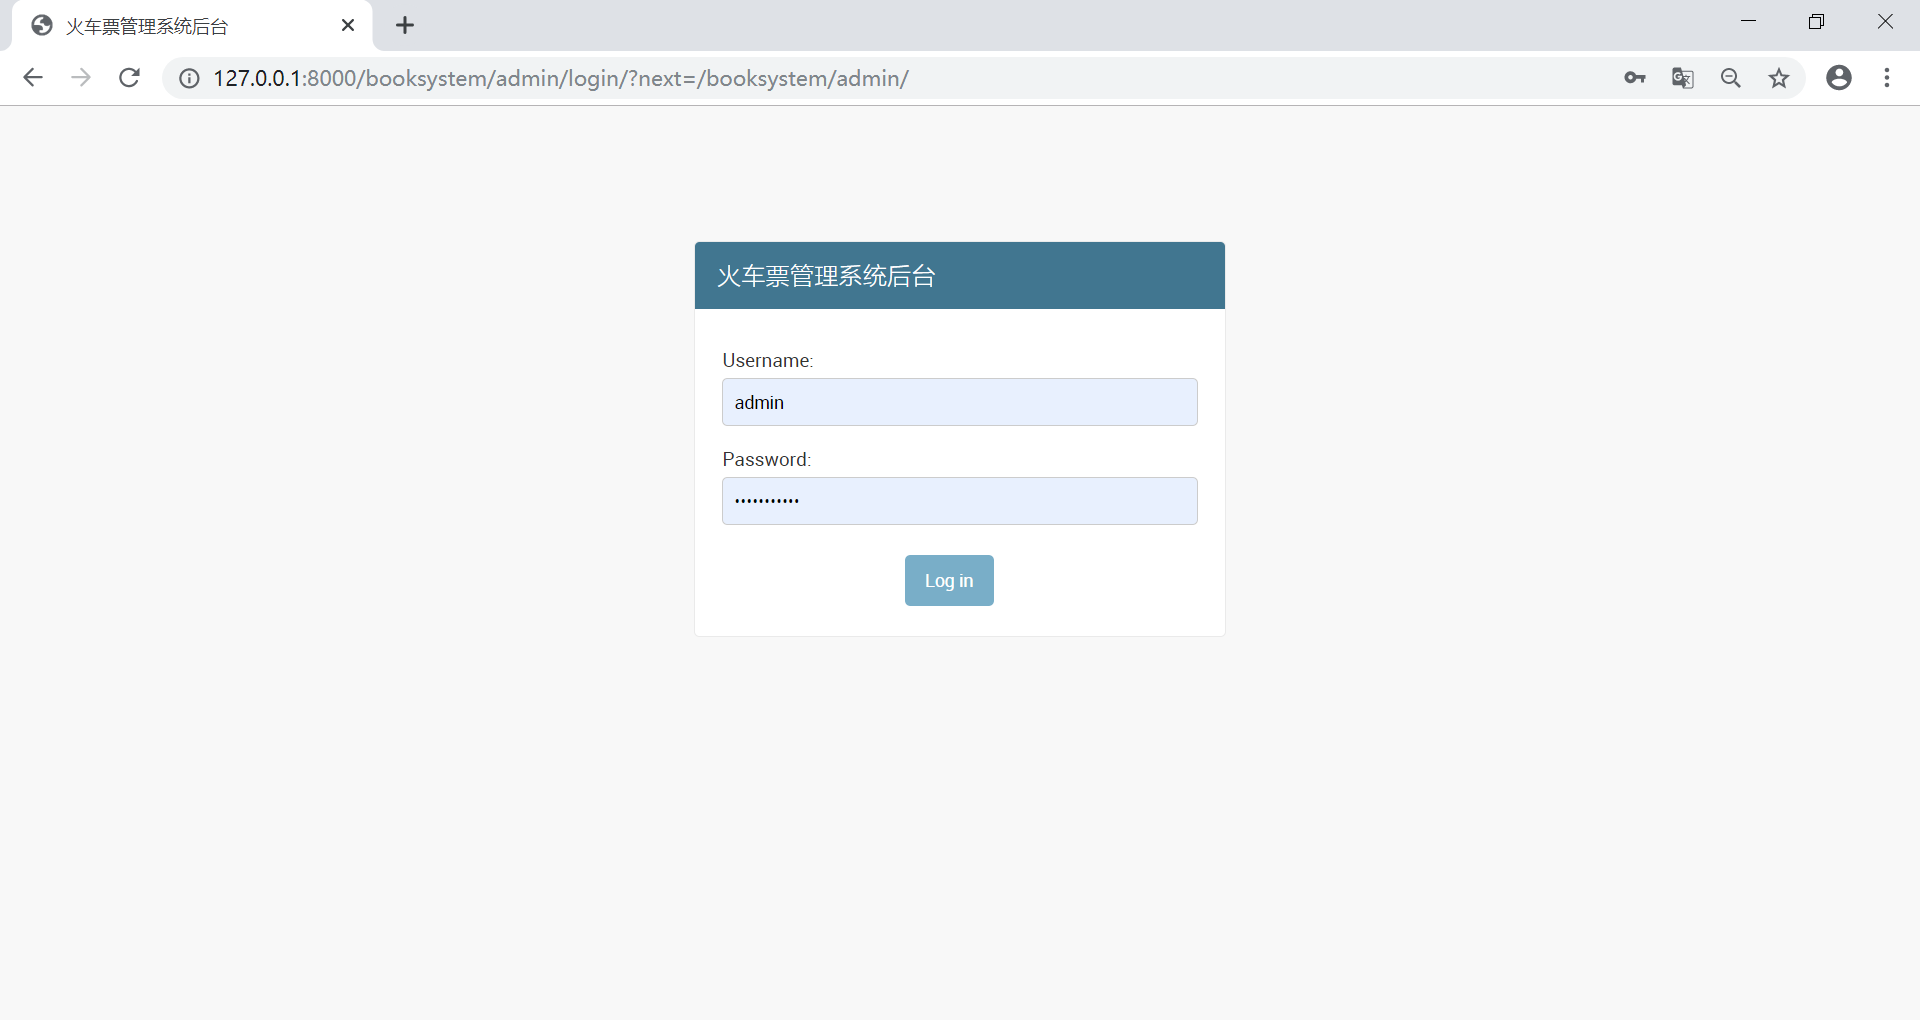 火车票管理系统后台
127.0.0.1:8000/booksystem/admin/login/?next=/booksystem/admin/
火车票管理系统后台
Username:
admin
Password:
•••••••••••
Log in